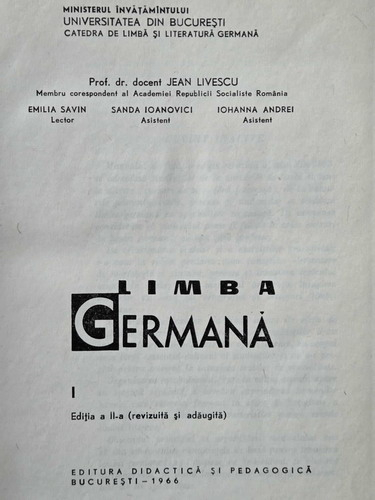 MINISTERUL ÎNVĂȚĂMÎNTULUI
UNIVERSITATEA DIN BUCUREȘTI
CATEDRA DE LIMBĂ ȘI LITERATURĂ GERMANĂ
Prof. dr. docent JEAN LIVESCU
Membru corespondent al Academiei Republicii Socialiste România
EMILIA SAVIN SANDA IOANOVICI IOHANNA ANDREI
Lector Asistent Asistent
LIMBA
GERMANĂ
I
Ediția a II-a (revizuită și adăugită)
EDITURA DIDACTICĂ ȘI PEDAGOGICĂ
BUCUREȘTI-1966